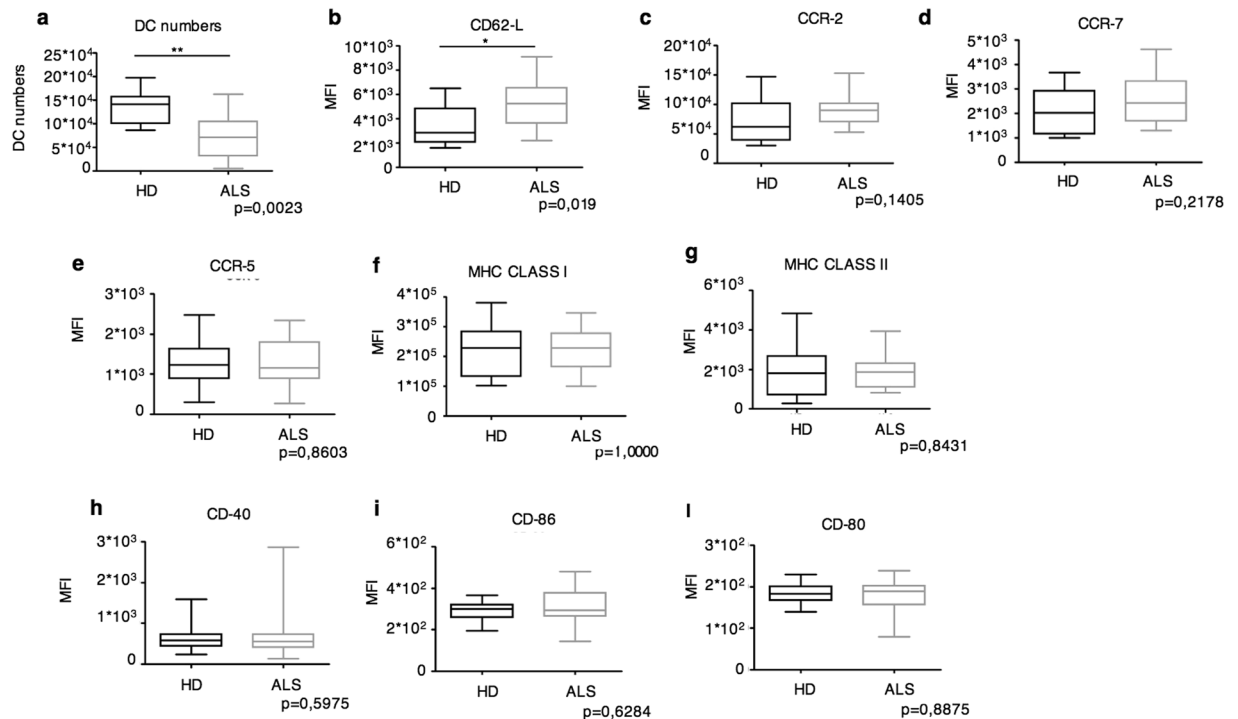 a
DC numbers
**
DC numbers
25*10⁴
20*10⁴
15*10⁴
10*10⁴
5*10⁴
0
HD
ALS
p=0,0023
b
CD62-L
*
MFI
10*10³
8*10³
6*10³
4*10³
2*10³
0
HD
ALS
p=0,019
c
CCR-2
MFI
20*10⁴
15*10⁴
10*10⁴
5*10⁴
0
HD
ALS
p=0,1405
d
CCR-7
MFI
5*10³
4*10³
3*10³
2*10³
1*10³
0
HD
ALS
p=0,2178
e
CCR-5
MFI
3*10³
2*10³
1*10³
0
HD
ALS
p=0,8603
f
MHC CLASS I
MFI
4*10⁵
3*10⁵
2*10⁵
1*10⁵
0
HD
ALS
p=1,0000
g
MHC CLASS II
MFI
6*10³
4*10³
2*10³
0
HD
ALS
p=0,8431
h
CD-40
MFI
3*10³
2*10³
1*10³
0
HD
ALS
p=0,5975
i
CD-86
MFI
6*10²
4*10²
2*10²
0
HD
ALS
p=0,6284
l
CD-80
MFI
3*10²
2*10²
1*10²
0
HD
ALS
p=0,8875